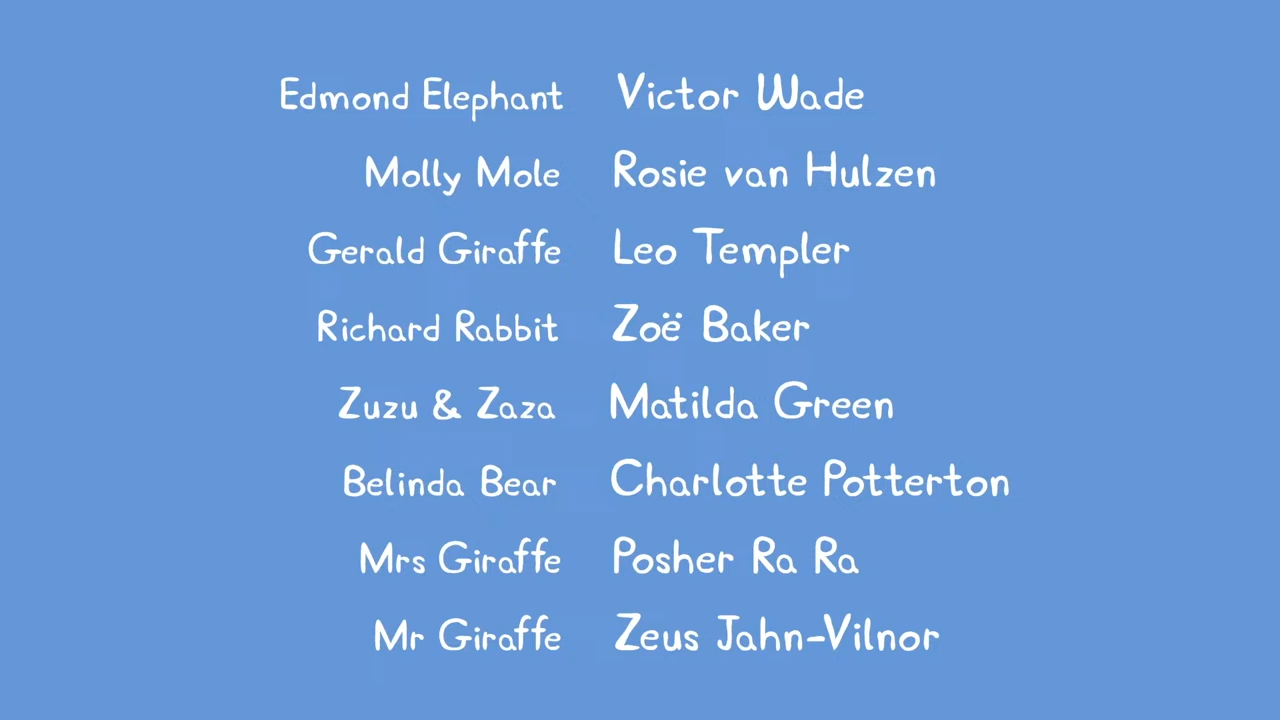 Edmond Elephant Victor Wade
Molly Mole Rosie van Hulzen
Gerald Giraffe Leo Templer
Richard Rabbit Zoë Baker
Zuzu & Zaza Matilda Green
Belinda Bear Charlotte Potterton
Mrs Giraffe Posher Ra Ra
Mr Giraffe Zeus Jahn-Vilnor